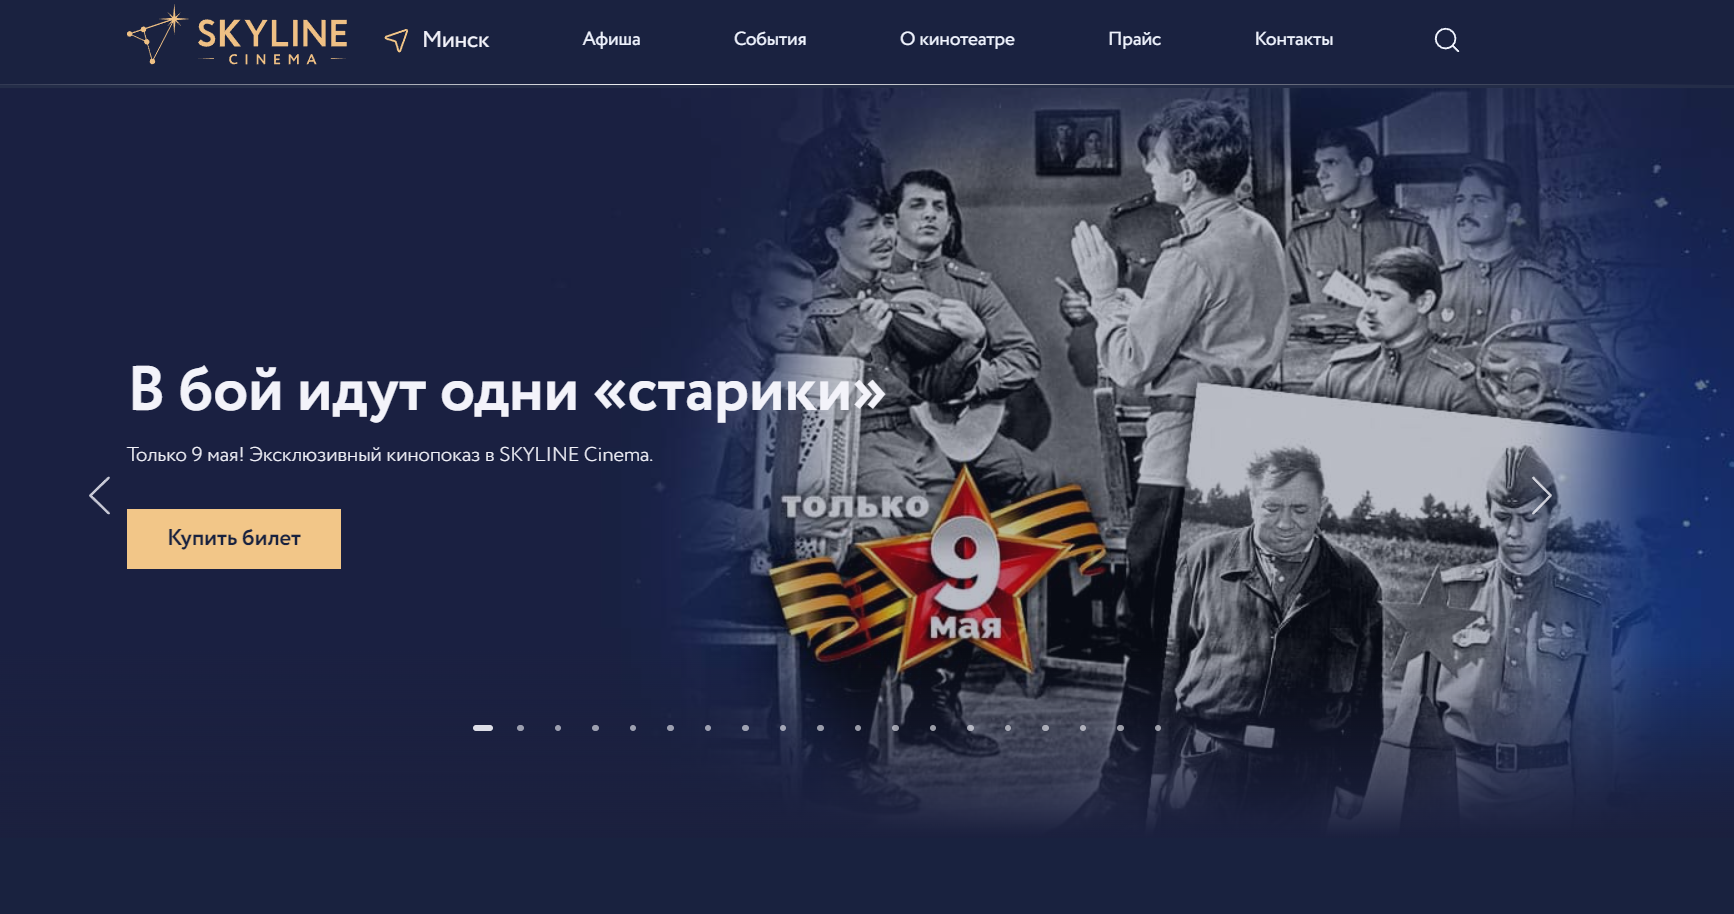 SKYLINE
CINEMA
Минск
Афиша
События
О кинотеатре
Прайс
Контакты
В бой идут одни «старики»
Только 9 мая! Эксклюзивный кинопоказ в SKYLINE Cinema.
Купить билет
только
9
мая